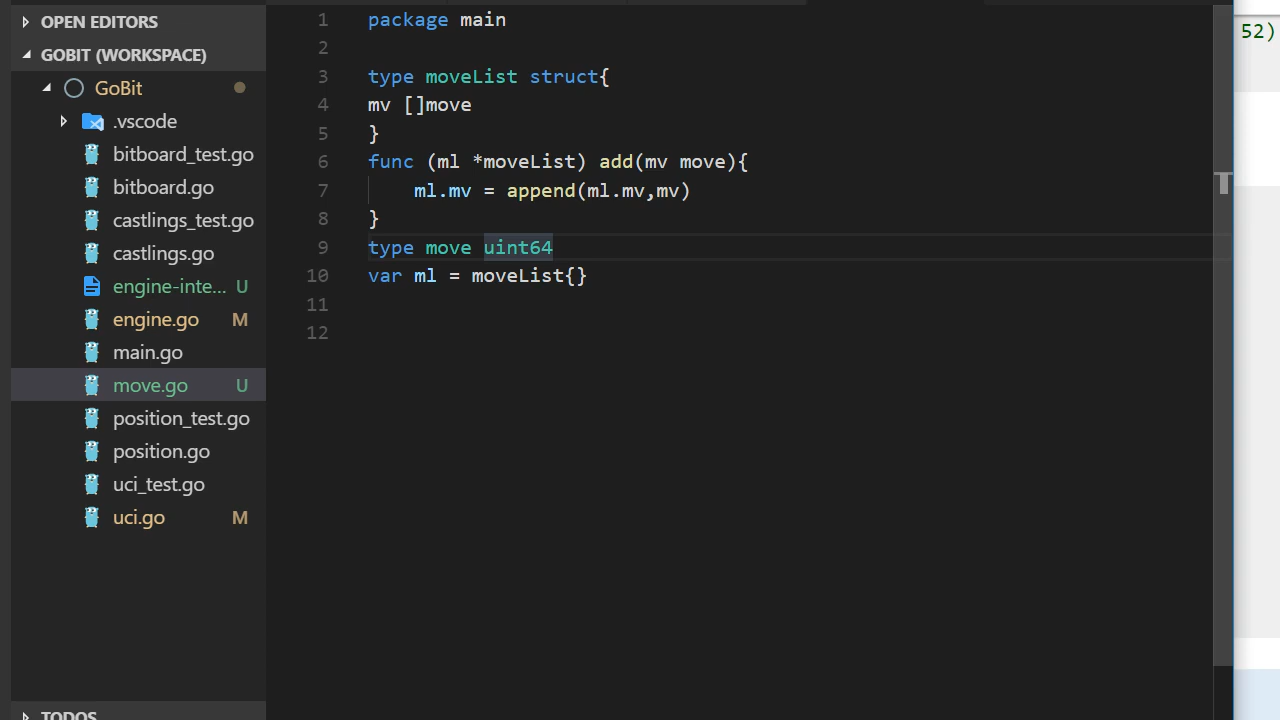 OPEN EDITORS
GOBIT (WORKSPACE)
GoBit
.vscode
bitboard_test.go
bitboard.go
castlings_test.go
castlings.go
engine-inte... U
engine.go M
main.go
move.go U
position_test.go
position.go
uci_test.go
uci.go M
TODOS
1 package main
2
3 type moveList struct{
4 mv []move
5 }
6 func (ml *moveList) add(mv move){
7     ml.mv = append(ml.mv,mv)
8 }
9 type move uint64
10 var ml = moveList{}
11
12
52)